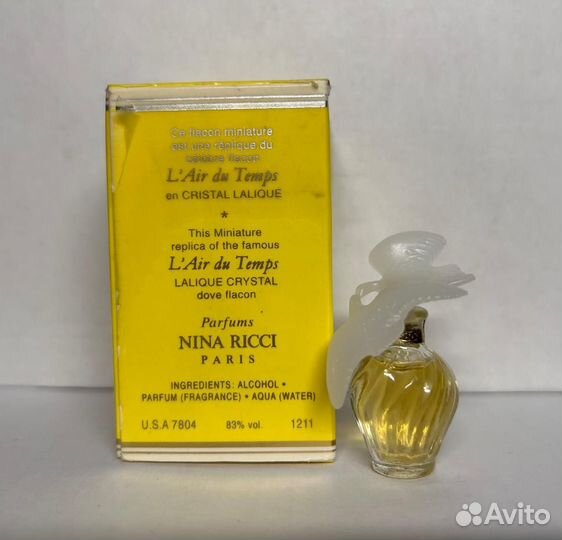 Ce flacon miniature
est une réplique du
célèbre flacon
L'Air du Temps
en CRISTAL LALIQUE
*
This Miniature
replica of the famous
L'Air du Temps
LALIQUE CRYSTAL
dove flacon
Parfums
NINA RICCI
PARIS
INGREDIENTS: ALCOHOL •
PARFUM (FRAGRANCE) • AQUA (WATER)
U.S.A 7804 83% vol. 1211
Avito